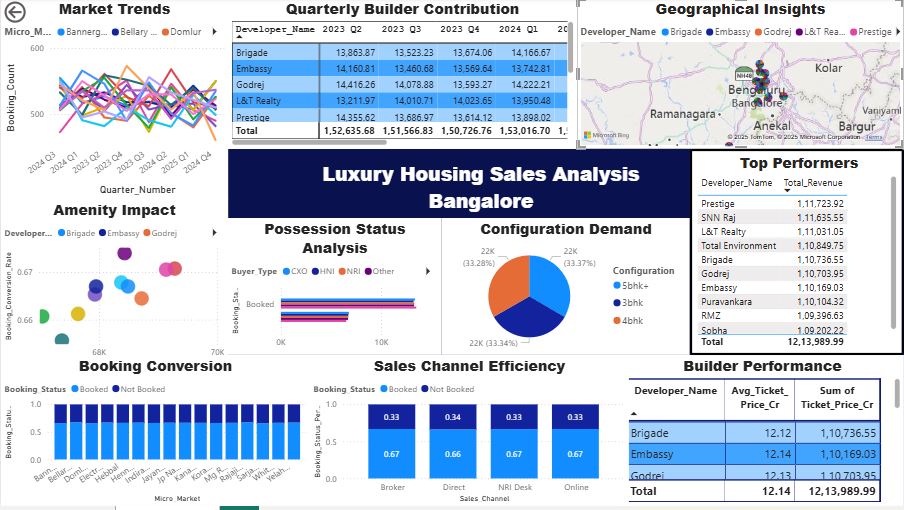 Market Trends
Micro_M... Bannerg... Bellary ... Domlur
Booking_Count
600
500
2024 Q3
2024 Q1
2023 Q2
2023 Q4
2023 Q3
2024 Q2
2025 Q1
2024 Q4
Quarter_Number
Quarterly Builder Contribution
Developer_Name 2023 Q2 2023 Q3 2023 Q4 2024 Q1 20
Brigade 13,863.87 13,523.23 13,674.06 14,166.67
Embassy 14,160.81 13,460.68 13,569.64 13,742.81
Godrej 14,416.26 14,078.88 13,593.27 14,222.21
L&T Realty 13,211.97 14,010.71 14,023.65 13,950.48
Prestige 14,355.62 13,686.97 13,614.12 13,898.02
Total 1,52,635.68 1,51,566.83 1,50,726.76 1,53,016.70 1,5
Geographical Insights
Developer_Name Brigade Embassy Godrej L&T Rea... Prestige
Kolar
NH48
Bengaluru
Bangalore
Ramanagara
Anekal
Vaniyaml
Bargur
Microsoft Bing
© 2025 TomTom, © 2025 Microsoft Corporation Terms
Luxury Housing Sales Analysis
Bangalore
Top Performers
Developer_Name Total_Revenue
Prestige 1,11,723.92
SNN Raj 1,11,635.55
L&T Realty 1,11,031.05
Total Environment 1,10,849.75
Brigade 1,10,736.55
Godrej 1,10,703.95
Embassy 1,10,169.03
Puravankara 1,10,104.32
RMZ 1,09,396.63
Sobha 1,09,202.22
Total 12,13,989.99
Amenity Impact
Developer... Brigade Embassy Godrej
Booking_Conversion_Rate
0.67
0.66
68K
70K
Possession Status
Analysis
Buyer_Type CXO HNI NRI Other
Booking_Sta...
Booked
0K
10K
Configuration Demand
22K
(33.28%)
22K
(33.37%)
22K (33.34%)
Configuration
5bhk+
3bhk
4bhk
Booking Conversion
Booking_Status Booked Not Booked
Booking_Statu...
1.0
0.5
0.0
Bann...
Bellar...
Doml...
Electr...
Hebbal
Henn...
Indira...
Jayan...
Jp Na...
Kana...
Kora...
Mg R...
Rajaji...
Sarja...
Whit...
Yelah...
Micro_Market
Sales Channel Efficiency
Booking_Status Booked Not Booked
Booking_Status_Per...
1.0
0.5
0.0
0.33 0.34 0.33 0.33
0.67 0.66 0.67 0.67
Broker Direct NRI Desk Online
Sales_Channel
Builder Performance
Developer_Name Avg_Ticket_ Sum of
Price_Cr Ticket_Price_Cr
Brigade 12.12 1,10,736.55
Embassy 12.14 1,10,169.03
Godrej 12.13 1,10,703.95
Total 12.14 12,13,989.99